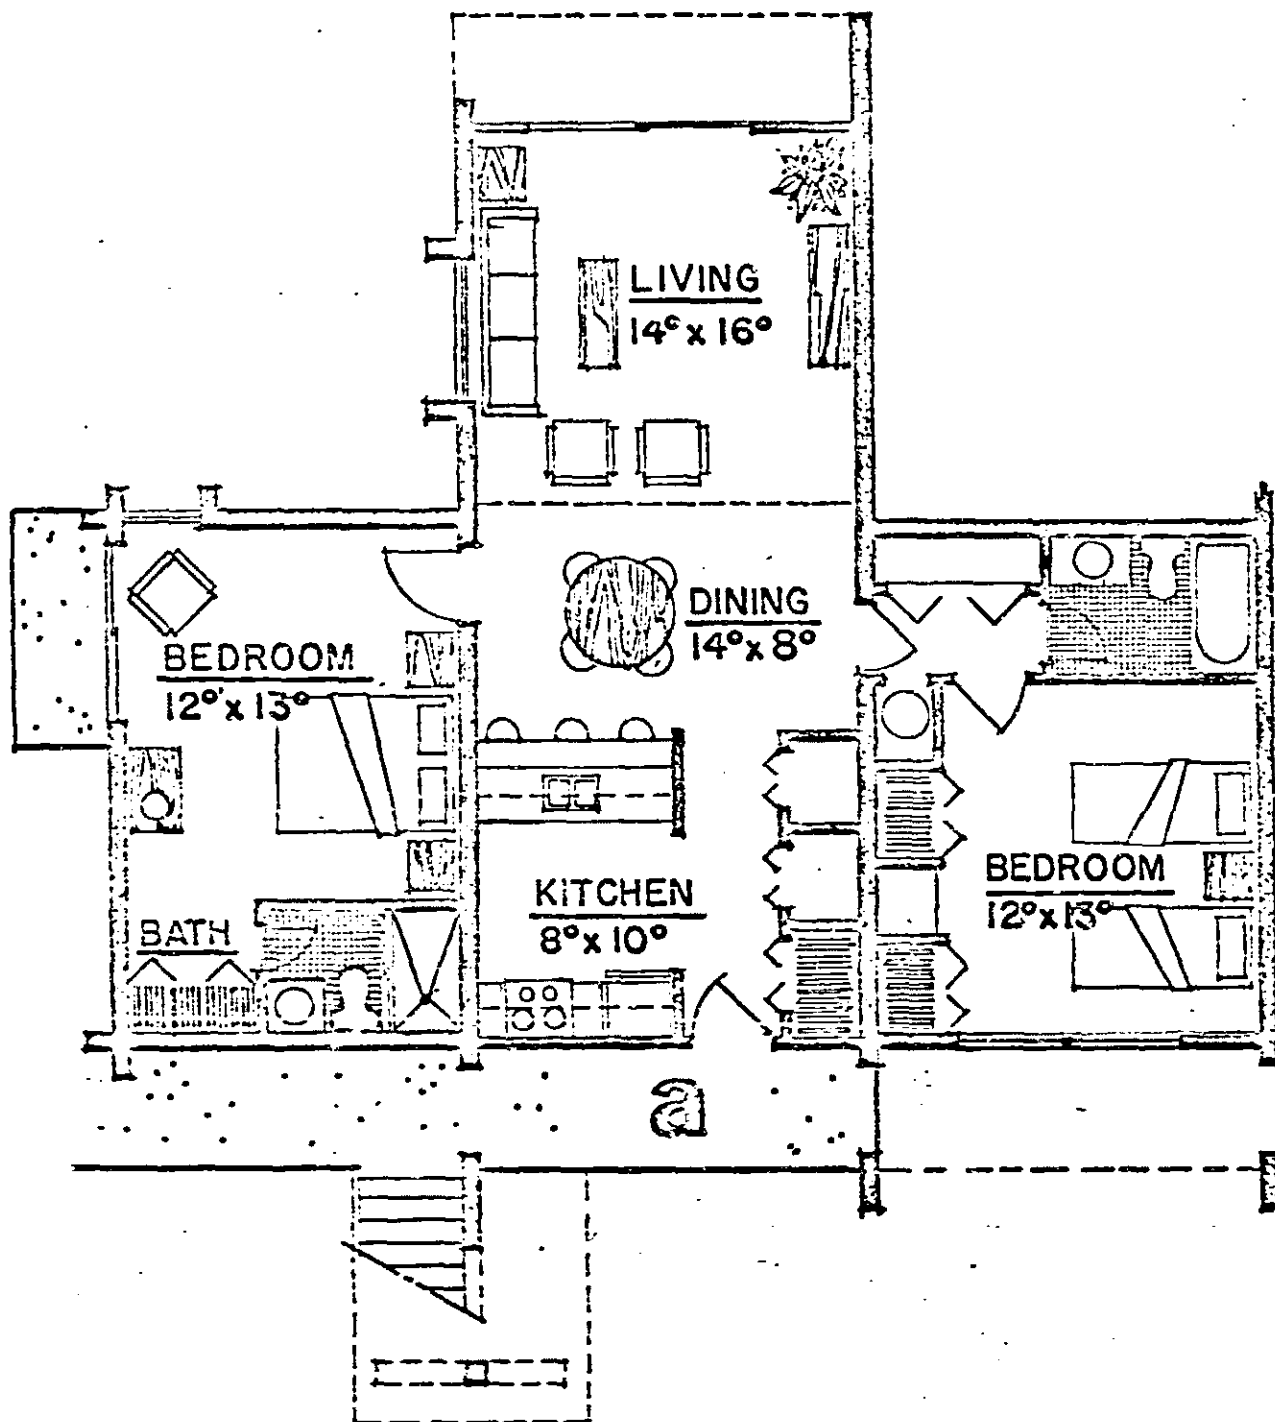 LIVING
14⁰ x 16⁰
DINING
14⁰ x 8⁰
BEDROOM
12⁰ x 13⁰
KITCHEN
8⁰ x 10⁰
BEDROOM
12⁰ x 13⁰
BATH
a